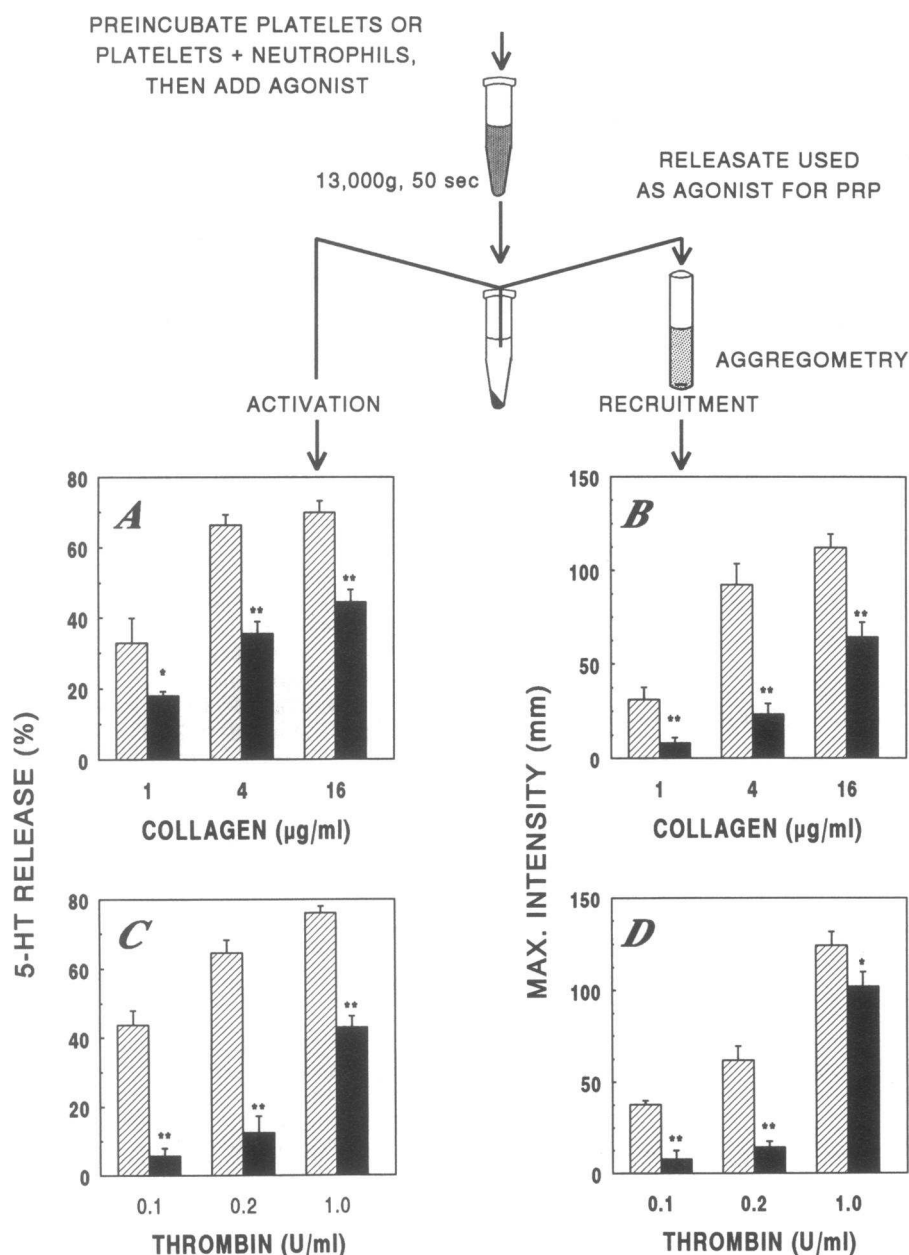 PREINCUBATE PLATELETS OR
PLATELETS + NEUTROPHILS,
THEN ADD AGONIST
13,000g, 50 sec
RELEASATE USED
AS AGONIST FOR PRP
AGGREGOMETRY
ACTIVATION
RECRUITMENT
5-HT RELEASE (%)
MAX. INTENSITY (mm)
A
80
60
40
20
0
*
**
**
1 4 16
COLLAGEN (µg/ml)
B
150
100
50
0
**
**
**
1 4 16
COLLAGEN (µg/ml)
C
80
60
40
20
0
**
**
**
0.1 0.2 1.0
THROMBIN (U/ml)
D
150
100
50
0
**
**
*
0.1 0.2 1.0
THROMBIN (U/ml)